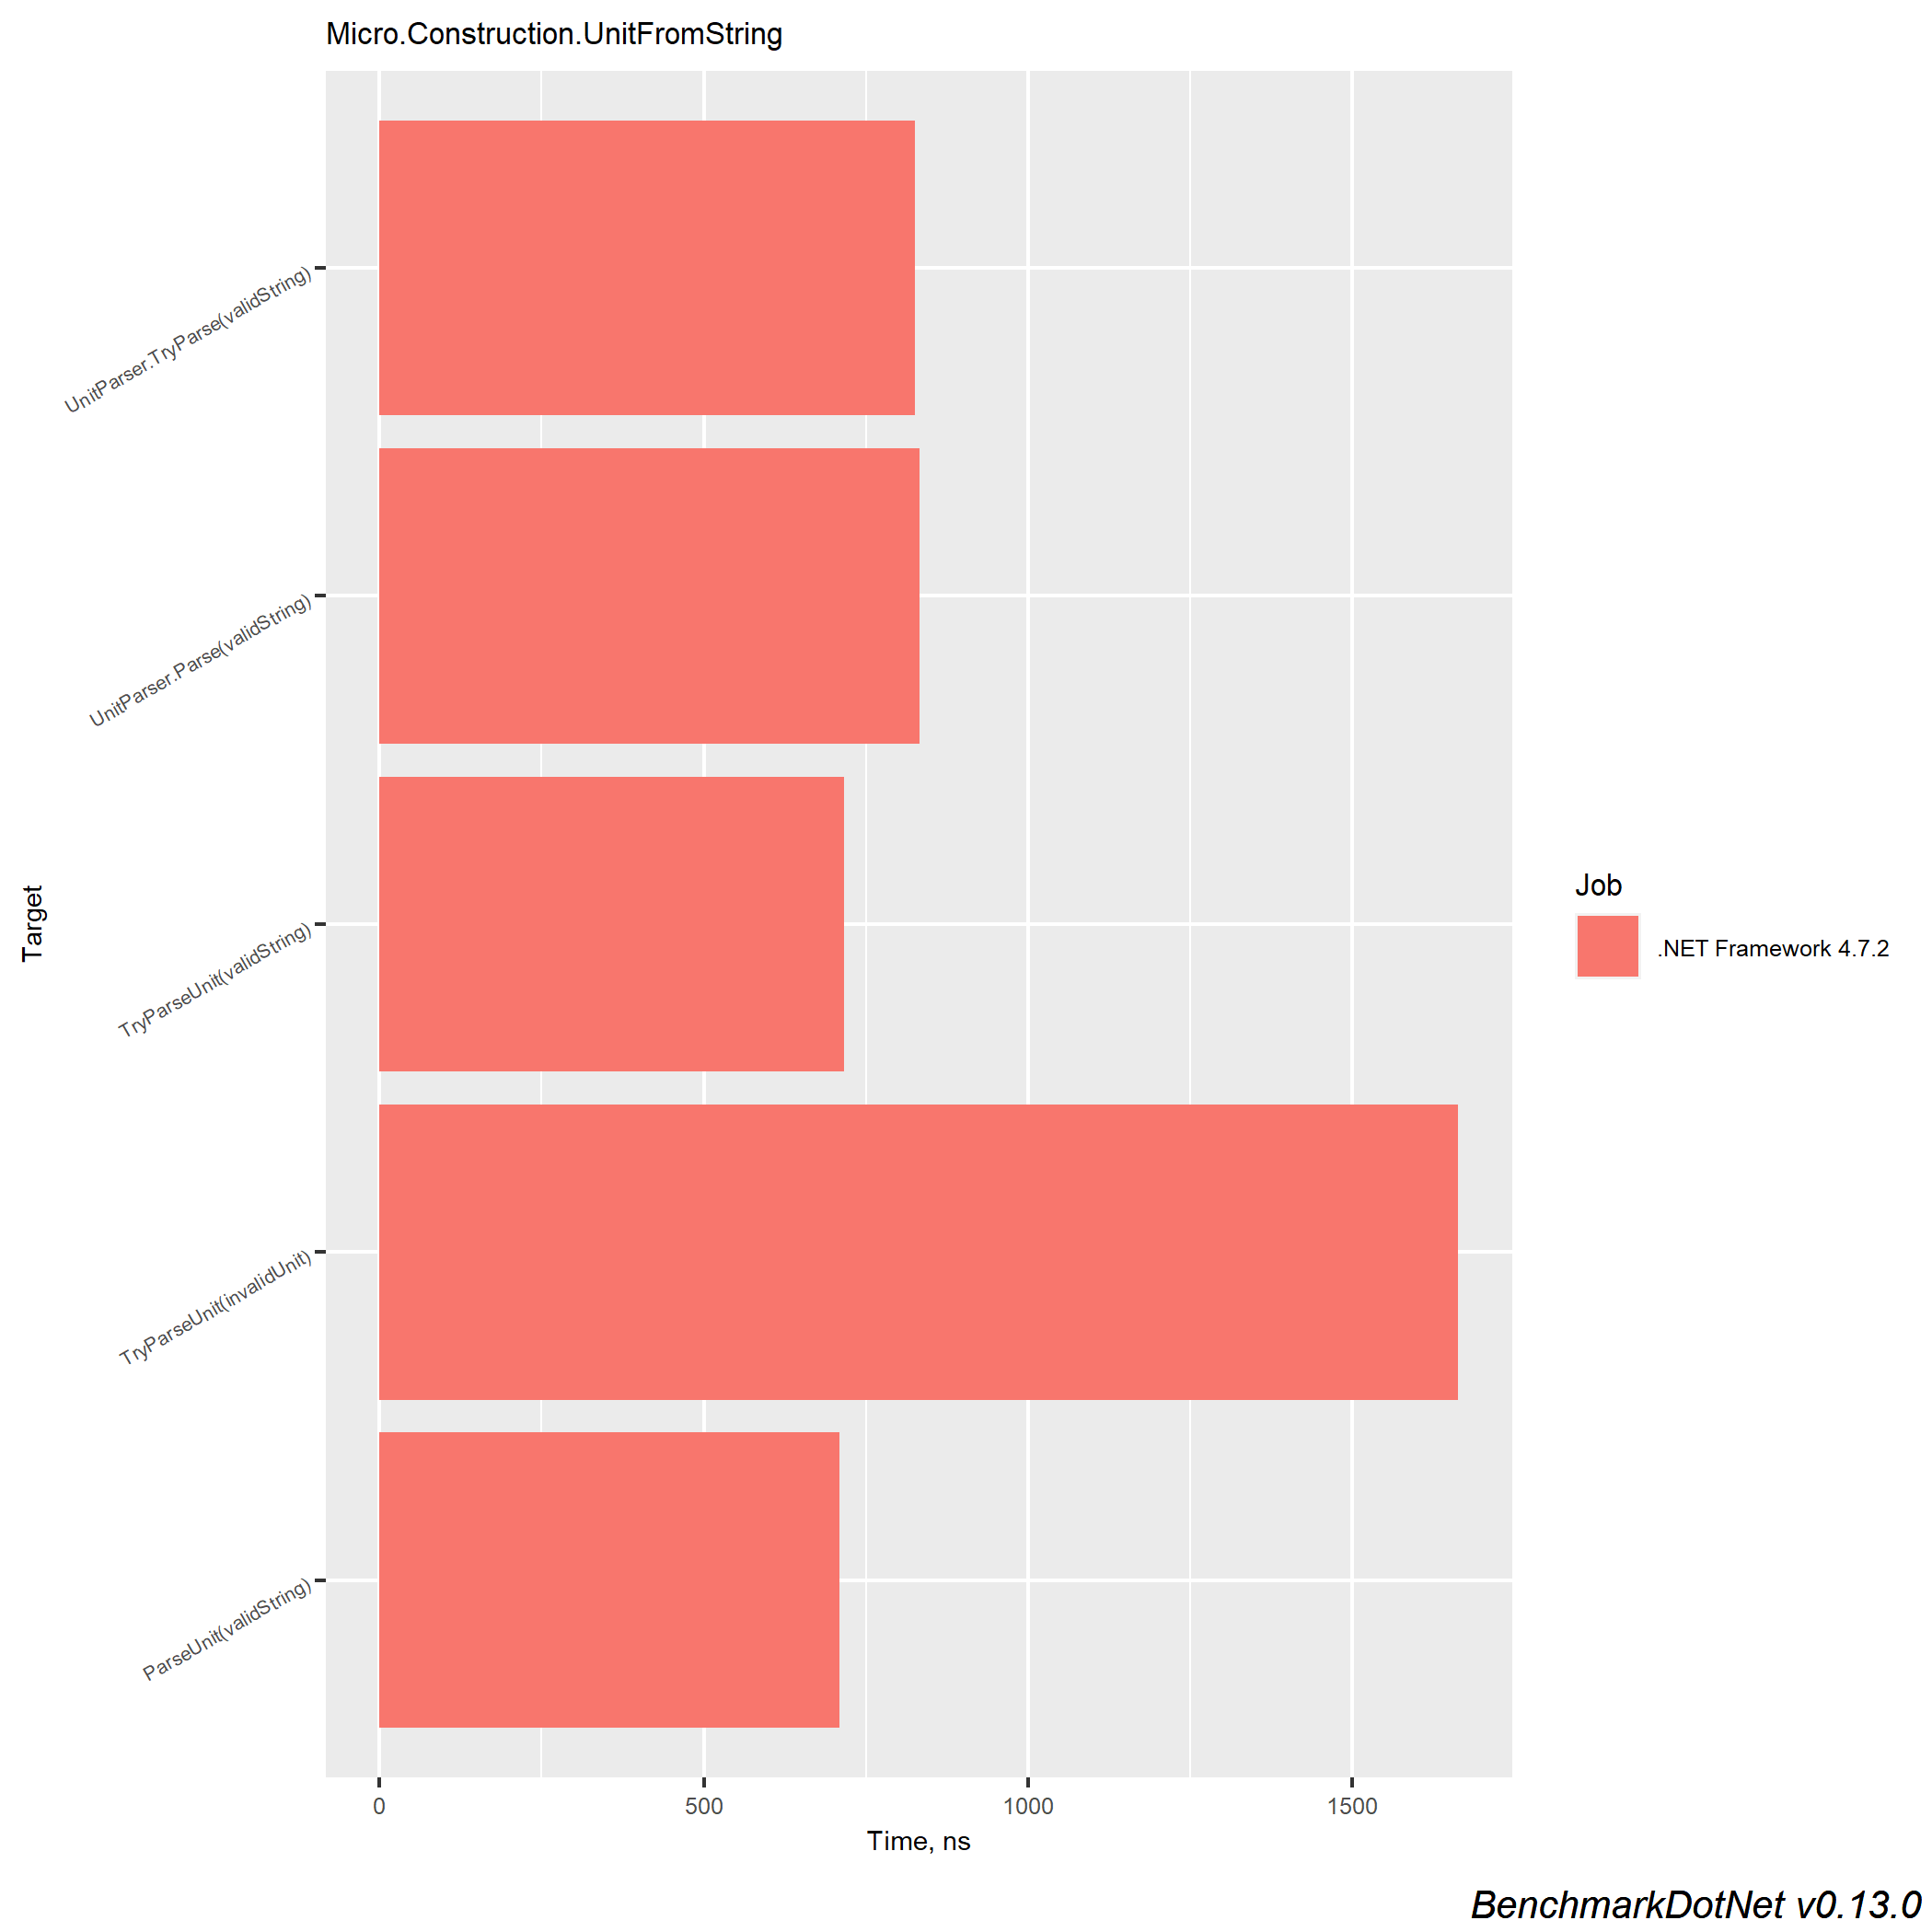 Micro.Construction.UnitFromString
UnitParser.TryParse(validString)
UnitParser.Parse(validString)
TryParseUnit(validString)
TryParseUnit(invalidUnit)
ParseUnit(validString)
Target
0 500 1000 1500
Time, ns
Job
.NET Framework 4.7.2
BenchmarkDotNet v0.13.0